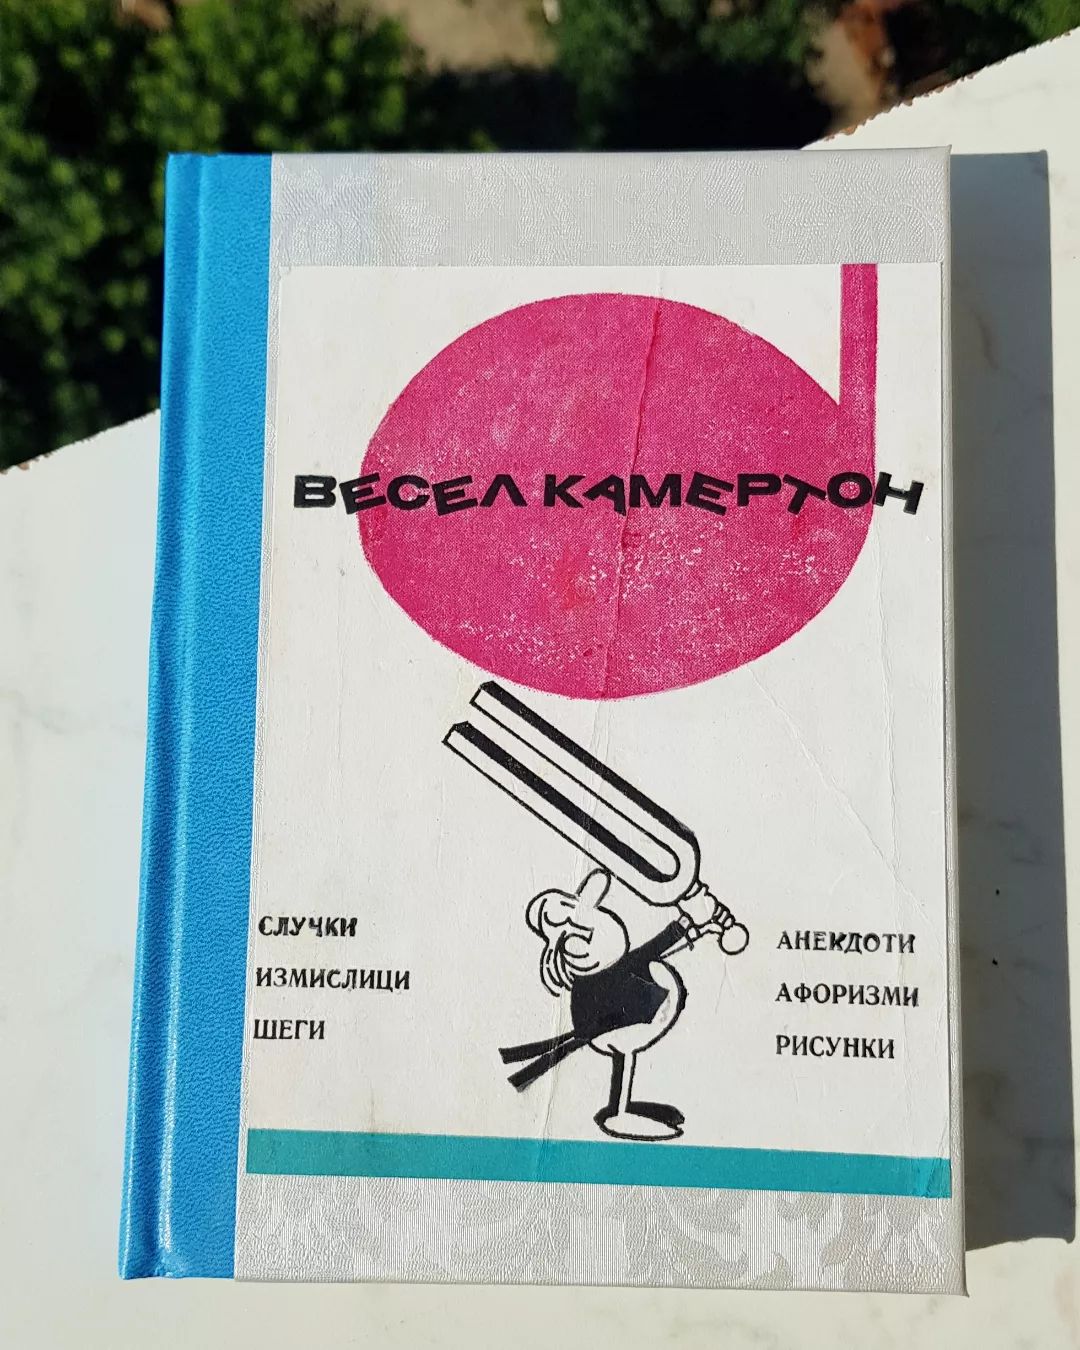 ВЕСЕЛ КАМЕРТОН
СЛУЧКИ
ИЗМИСЛИЦИ
ШЕГИ
АНЕКДОТИ
АФОРИЗМИ
РИСУНКИ